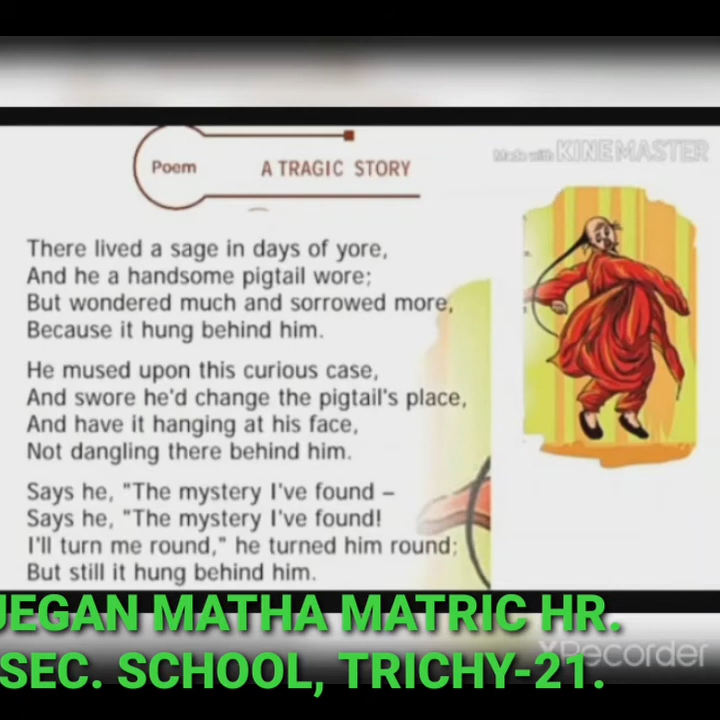 Poem
A TRAGIC STORY
Made with KINEMASTER
There lived a sage in days of yore,
And he a handsome pigtail wore;
But wondered much and sorrowed more,
Because it hung behind him.
He mused upon this curious case,
And swore he'd change the pigtail's place,
And have it hanging at his face,
Not dangling there behind him.
Says he, "The mystery I've found –
Says he, "The mystery I've found!
I'll turn me round," he turned him round;
But still it hung behind him.
JEGAN MATHA MATRIC HR.
SEC. SCHOOL, TRICHY-21.
XRecorder